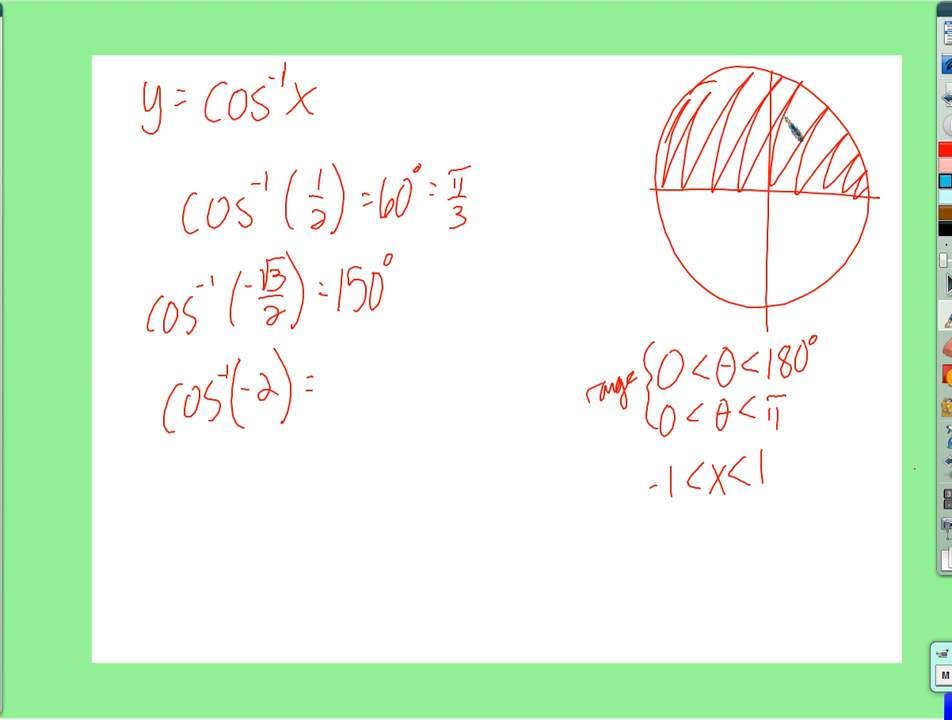 y = cos⁻¹x
cos⁻¹(1/2) = 60° = π/3
cos⁻¹(-√3/2) = 150°
cos⁻¹(-2) =
range { 0 < θ < 180°
0 < θ < π
-1 < x < 1
M